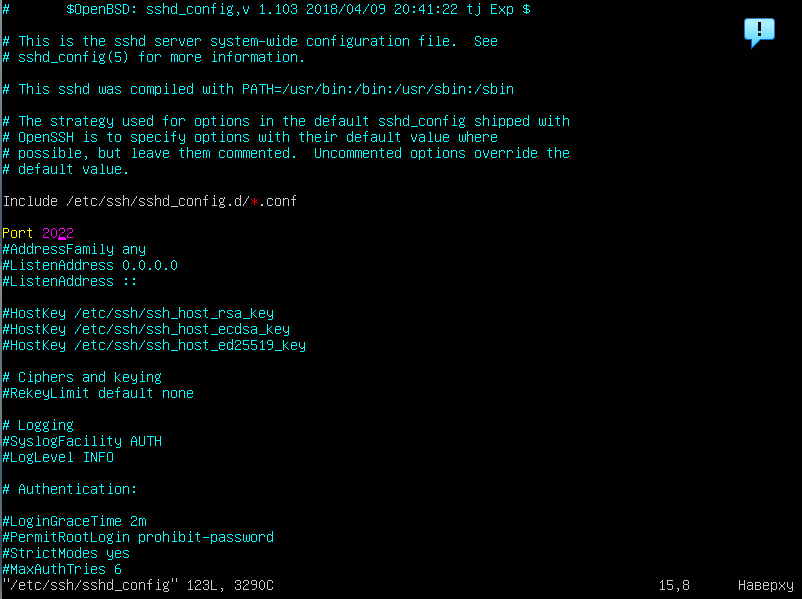 #       $OpenBSD: sshd_config,v 1.103 2018/04/09 20:41:22 tj Exp $
# This is the sshd server system-wide configuration file.  See
# sshd_config(5) for more information.
# This sshd was compiled with PATH=/usr/bin:/bin:/usr/sbin:/sbin
# The strategy used for options in the default sshd_config shipped with
# OpenSSH is to specify options with their default value where
# possible, but leave them commented.  Uncommented options override the
# default value.
Include /etc/ssh/sshd_config.d/*.conf
Port 2022
#AddressFamily any
#ListenAddress 0.0.0.0
#ListenAddress ::
#HostKey /etc/ssh/ssh_host_rsa_key
#HostKey /etc/ssh/ssh_host_ecdsa_key
#HostKey /etc/ssh/ssh_host_ed25519_key
# Ciphers and keying
#RekeyLimit default none
# Logging
#SyslogFacility AUTH
#LogLevel INFO
# Authentication:
#LoginGraceTime 2m
#PermitRootLogin prohibit-password
#StrictModes yes
#MaxAuthTries 6
"/etc/ssh/sshd_config" 123L, 3290C 15,8 Наверху